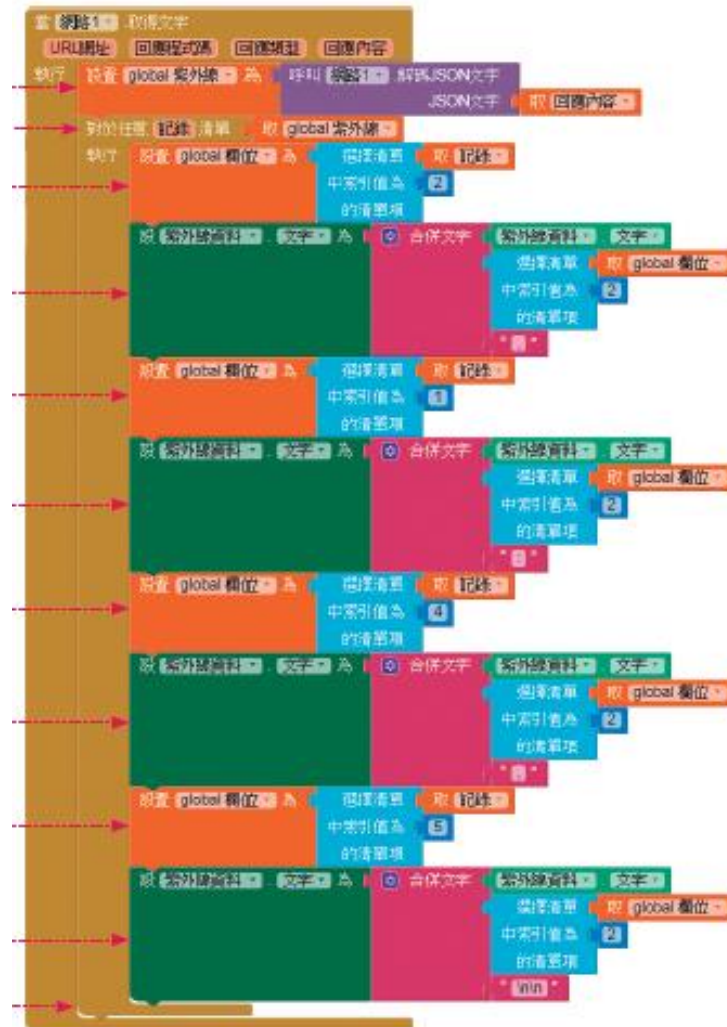 當 網路1 .取得文字
URL網址 回應程式碼 回應類型 回應內容
執行 設置 global 紫外線 為 呼叫 網路1 .解碼JSON文字
JSON文字 取 回應內容
對於任意 記錄 清單 取 global 紫外線
執行 設置 global 欄位 為 選擇清單 取 記錄
中索引值為 2
的清單項
設 紫外線資料 . 文字 為 合併文字 紫外線資料 . 文字
選擇清單 取 global 欄位
中索引值為 2
的清單項
設置 global 欄位 為 選擇清單 取 記錄
中索引值為 1
的清單項
設 紫外線資料 . 文字 為 合併文字 紫外線資料 . 文字
選擇清單 取 global 欄位
中索引值為 2
的清單項
" : "
設置 global 欄位 為 選擇清單 取 記錄
中索引值為 4
的清單項
設 紫外線資料 . 文字 為 合併文字 紫外線資料 . 文字
選擇清單 取 global 欄位
中索引值為 2
的清單項
設置 global 欄位 為 選擇清單 取 記錄
中索引值為 5
的清單項
設 紫外線資料 . 文字 為 合併文字 紫外線資料 . 文字
選擇清單 取 global 欄位
中索引值為 2
的清單項
" \n\n "